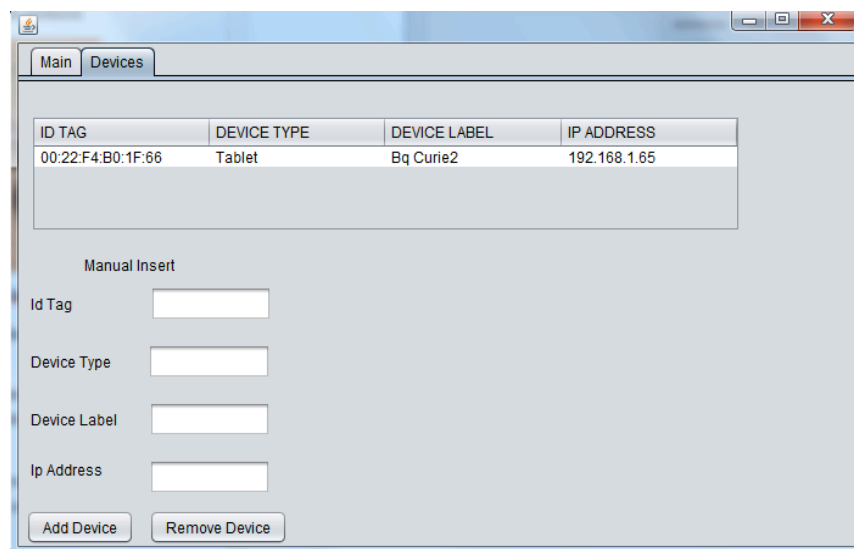 Main Devices
ID TAG DEVICE TYPE DEVICE LABEL IP ADDRESS
00:22:F4:B0:1F:66 Tablet Bq Curie2 192.168.1.65
Manual Insert
Id Tag
Device Type
Device Label
Ip Address
Add Device Remove Device